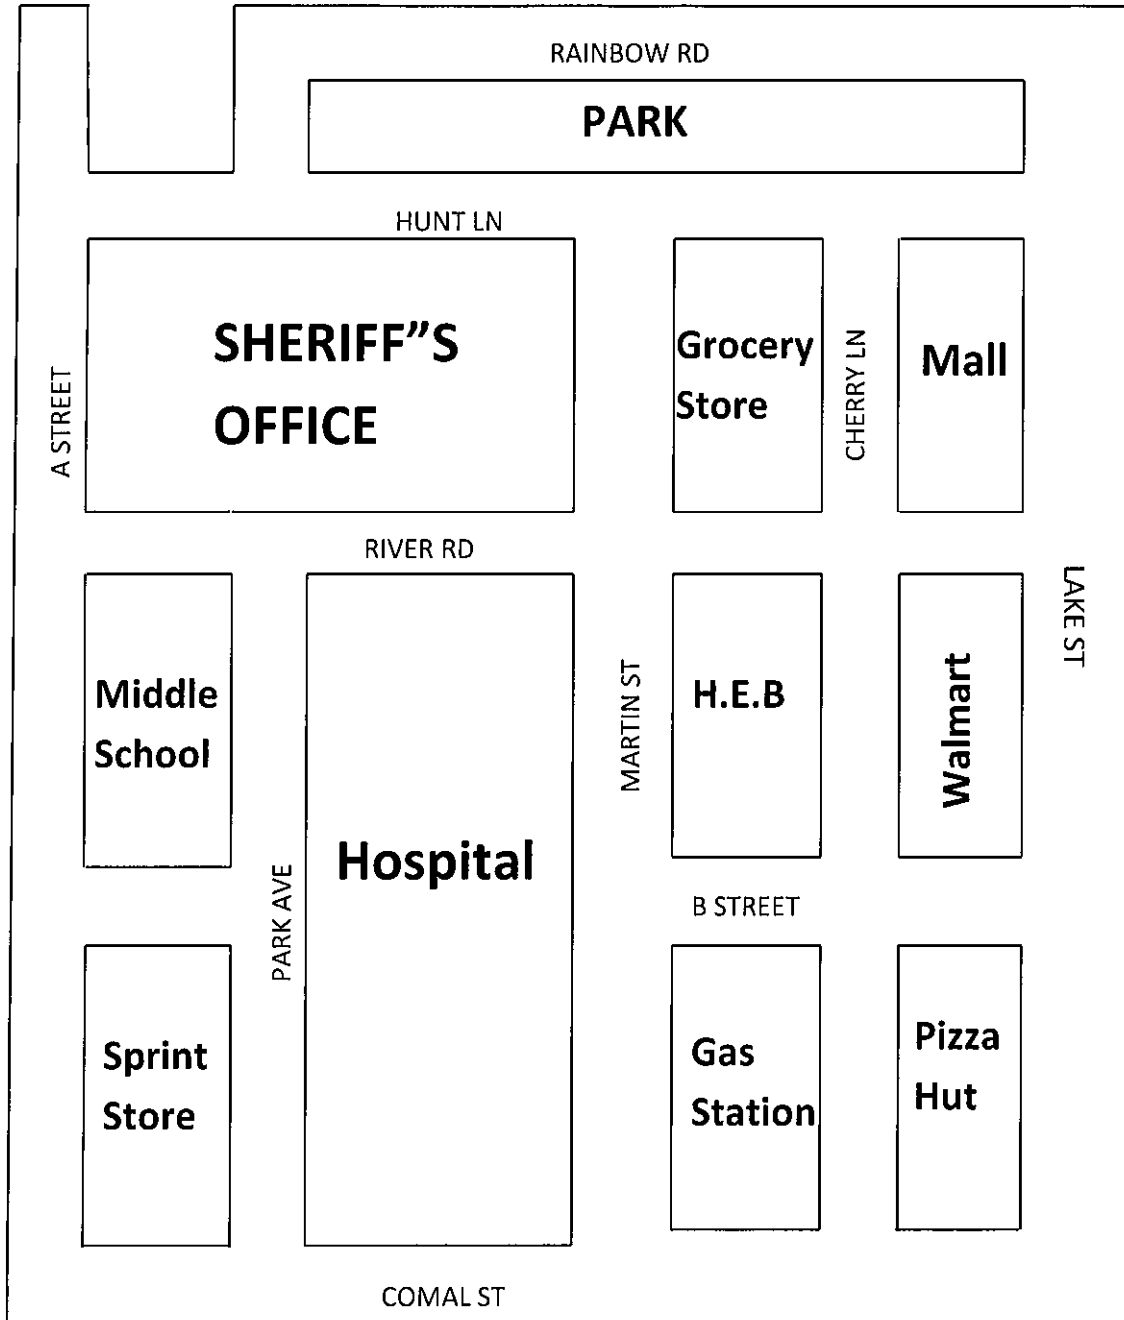 RAINBOW RD
PARK
HUNT LN
SHERIFF”S
OFFICE
Grocery
Store
CHERRY LN
Mall
A STREET
RIVER RD
LAKE ST
Middle
School
Hospital
MARTIN ST
H.E.B
Walmart
PARK AVE
B STREET
Sprint
Store
Gas
Station
Pizza
Hut
COMAL ST